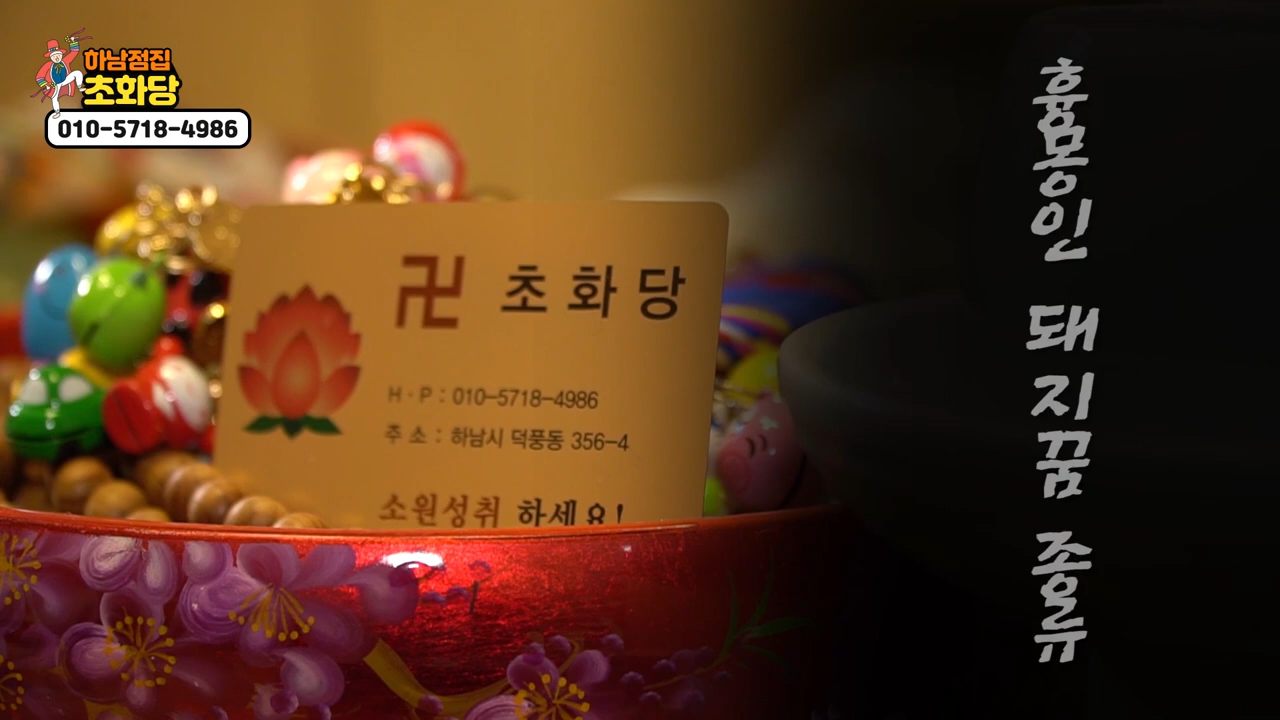 하남점집
초화당
010-5718-4986
卍 초화당
H·P : 010-5718-4986
주 소 : 하남시 덕풍동 356-4
소원성취 하세요!
흉몽인 돼지꿈 종류